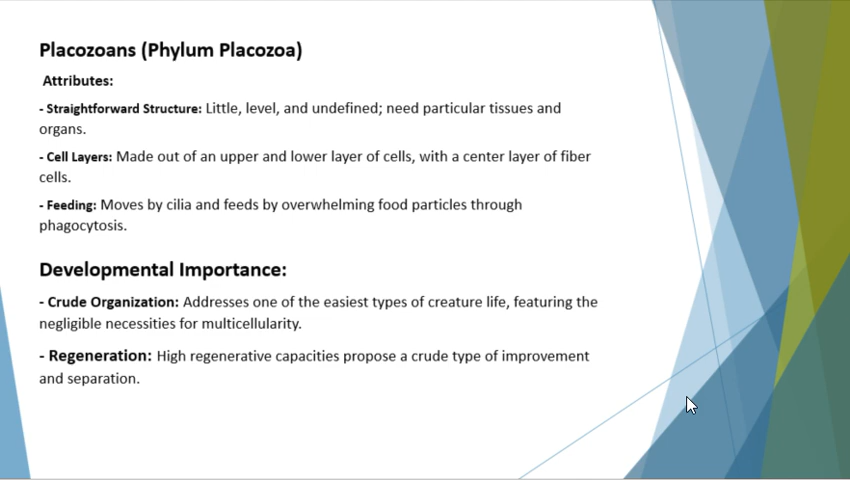 Placozoans (Phylum Placozoa)
Attributes:
- Straightforward Structure: Little, level, and undefined; need particular tissues and
organs.
- Cell Layers: Made out of an upper and lower layer of cells, with a center layer of fiber
cells.
- Feeding: Moves by cilia and feeds by overwhelming food particles through
phagocytosis.
Developmental Importance:
- Crude Organization: Addresses one of the easiest types of creature life, featuring the
negligible necessities for multicellularity.
- Regeneration: High regenerative capacities propose a crude type of improvement
and separation.